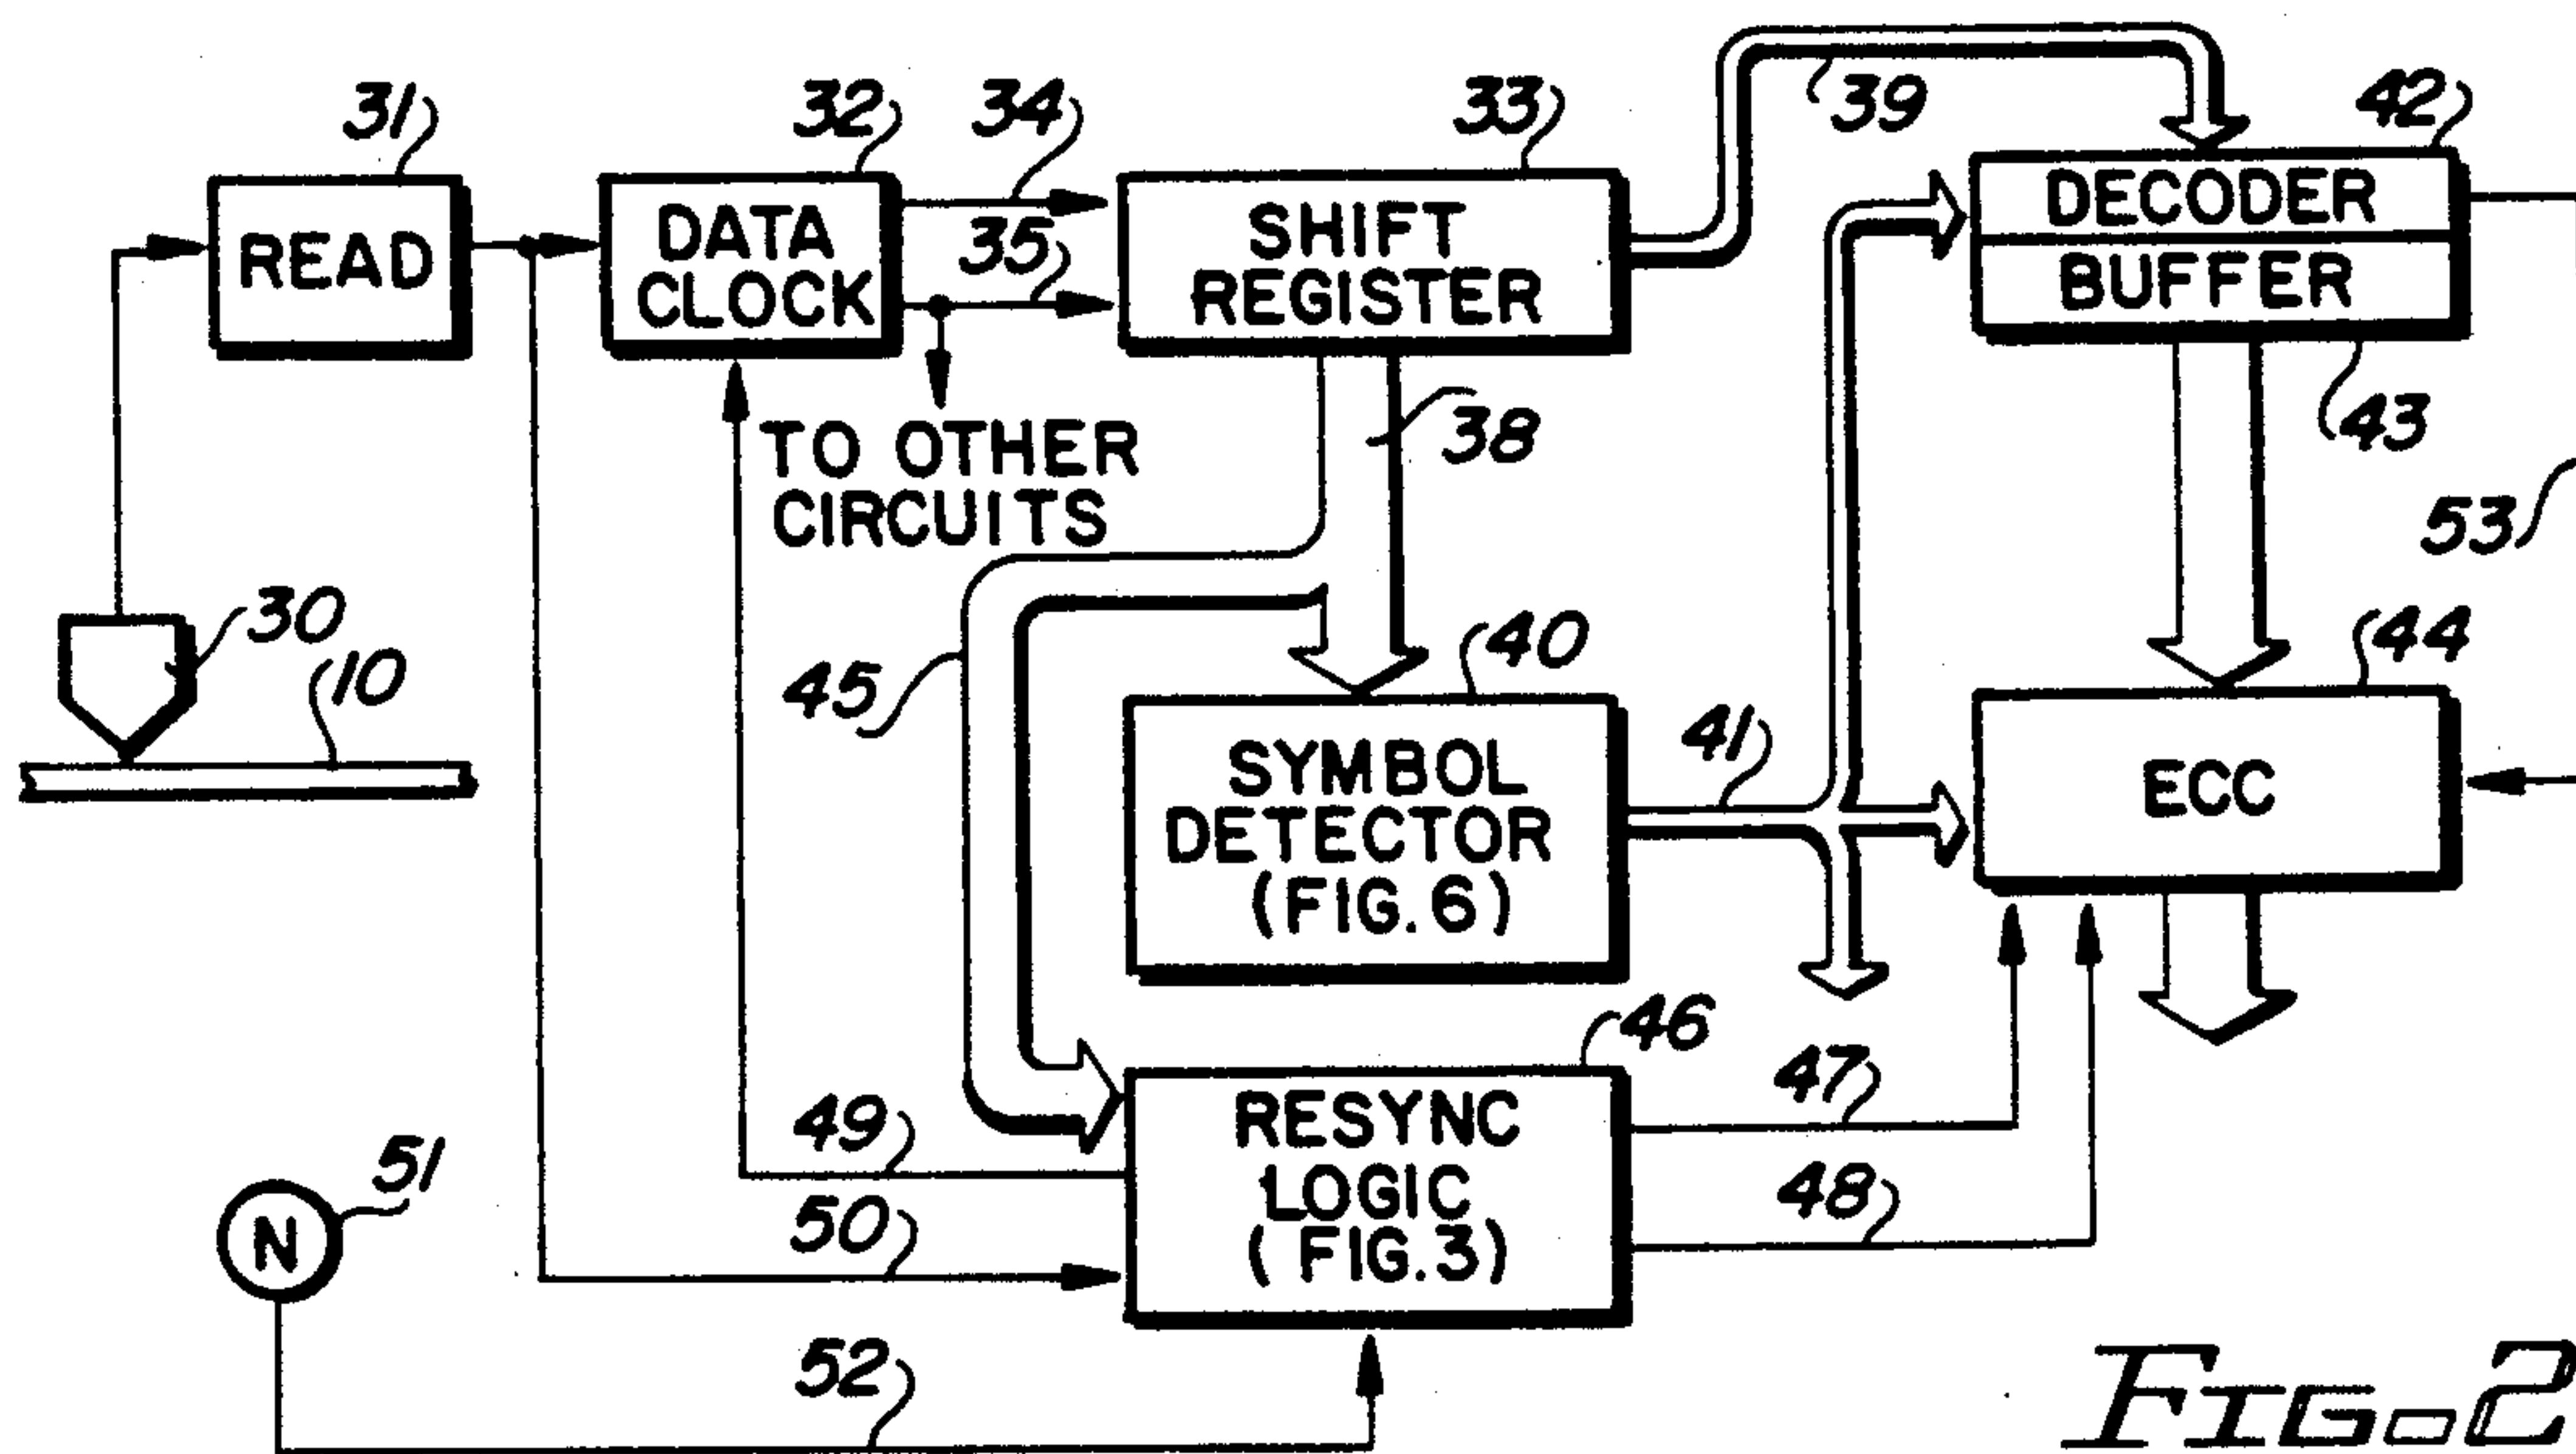 31
32
34
33
39
42
READ
DATA
CLOCK
35
SHIFT
REGISTER
DECODER
BUFFER
TO OTHER
CIRCUITS
38
43
53
30
10
45
40
44
SYMBOL
DETECTOR
(FIG. 6)
41
ECC
46
47
49
RESYNC
LOGIC
(FIG. 3)
51
N
50
48
52
FIG. 2